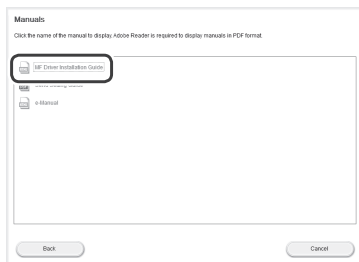 Manuals
Click the name of the manual to display. Adobe Reader is required to display manuals in PDF format.
MF Driver Installation Guide
e-Manual
Back
Cancel